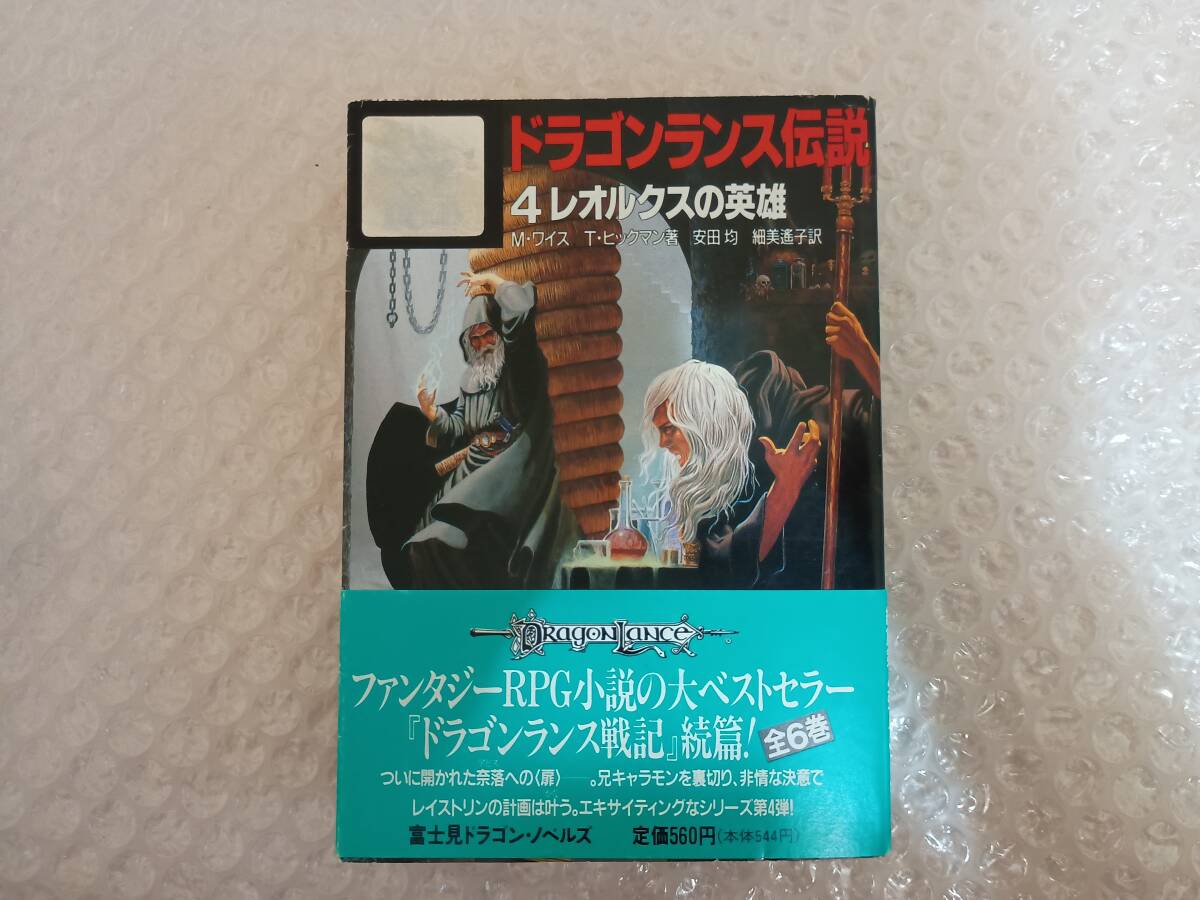 ドラゴンランス伝説
4 レオルクスの英雄
M・ワイス T・ヒックマン著 安田 均 細美遙子訳
DRAGONLANCE
ファンタジーRPG小説の大ベストセラー
『ドラゴンランス戦記』続篇! 全6巻
アビス
ついに開かれた奈落への〈扉〉――。兄キャラモンを裏切り、非情な決意で
レイストリンの計画は叶う。エキサイティングなシリーズ第4弾!
富士見ドラゴン・ノベルズ 定価560円(本体544円)